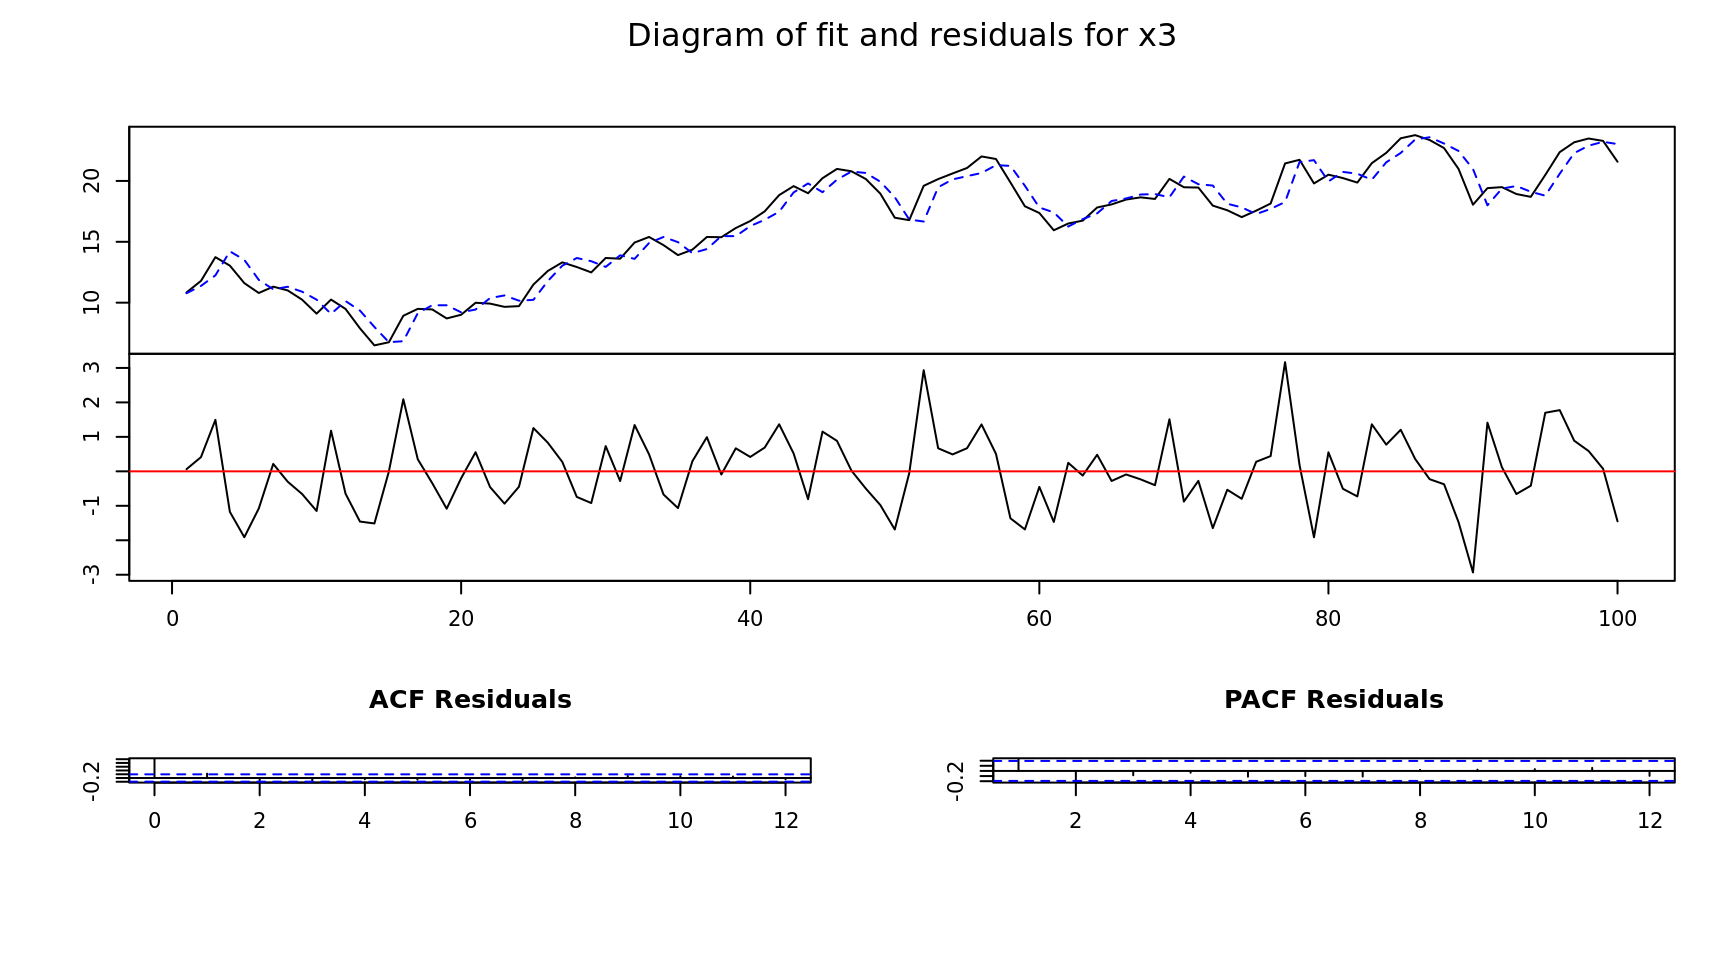 Diagram of fit and residuals for x3
20
15
10
3
2
1
-1
-3
0 20 40 60 80 100
ACF Residuals PACF Residuals
-0.2 -0.2
0 2 4 6 8 10 12 2 4 6 8 10 12